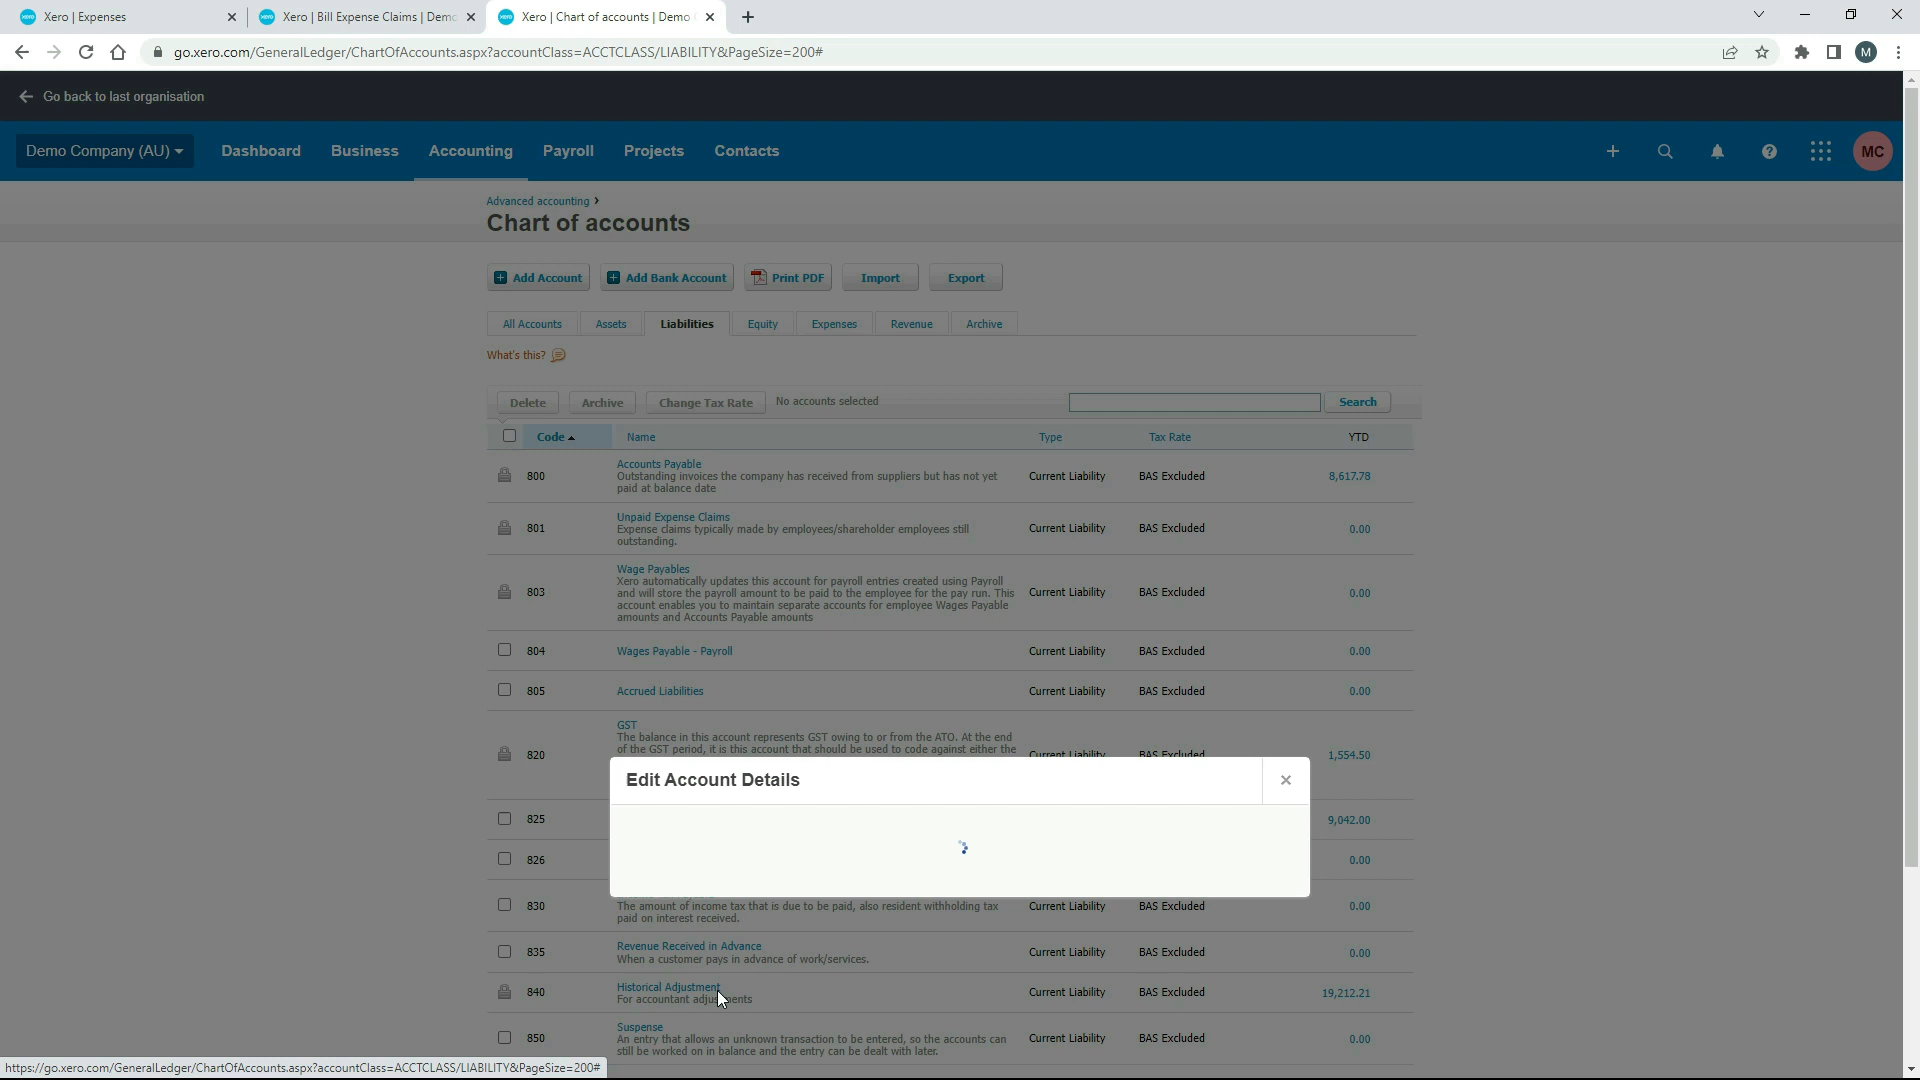 Xero | Expenses
Xero | Bill Expense Claims | Demo
Xero | Chart of accounts | Demo
go.xero.com/GeneralLedger/ChartOfAccounts.aspx?accountClass=ACCTCLASS/LIABILITY&PageSize=200#
M
Go back to last organisation
Demo Company (AU) Dashboard Business Accounting Payroll Projects Contacts MC
Advanced accounting ›
Chart of accounts
Add Account Add Bank Account Print PDF Import Export
All Accounts Assets Liabilities Equity Expenses Revenue Archive
What's this?
Delete Archive Change Tax Rate No accounts selected Search
Code Name Type Tax Rate YTD
Accounts Payable
800 Outstanding invoices the company has received from suppliers but has not yet Current Liability BAS Excluded 8,617.78
paid at balance date
Unpaid Expense Claims
801 Expense claims typically made by employees/shareholder employees still Current Liability BAS Excluded 0.00
outstanding.
Wage Payables
Xero automatically updates this account for payroll entries created using Payroll
803 and will store the payroll amount to be paid to the employee for the pay run. This Current Liability BAS Excluded 0.00
account enables you to maintain separate accounts for employee Wages Payable
amounts and Accounts Payable amounts
804 Wages Payable - Payroll Current Liability BAS Excluded 0.00
805 Accrued Liabilities Current Liability BAS Excluded 0.00
GST
The balance in this account represents GST owing to or from the ATO. At the end
820 of the GST period, it is this account that should be used to code against either the Current Liability BAS Excluded 1,554.50
Edit Account Details ×
825 9,042.00
826 0.00
830 The amount of income tax that is due to be paid, also resident withholding tax Current Liability BAS Excluded 0.00
paid on interest received.
Revenue Received in Advance
835 When a customer pays in advance of work/services. Current Liability BAS Excluded 0.00
Historical Adjustment
840 For accountant adjustments Current Liability BAS Excluded 19,212.21
Suspense
850 An entry that allows an unknown transaction to be entered, so the accounts can Current Liability BAS Excluded 0.00
still be worked on in balance and the entry can be dealt with later.
https://go.xero.com/GeneralLedger/ChartOfAccounts.aspx?accountClass=ACCTCLASS/LIABILITY&PageSize=200#